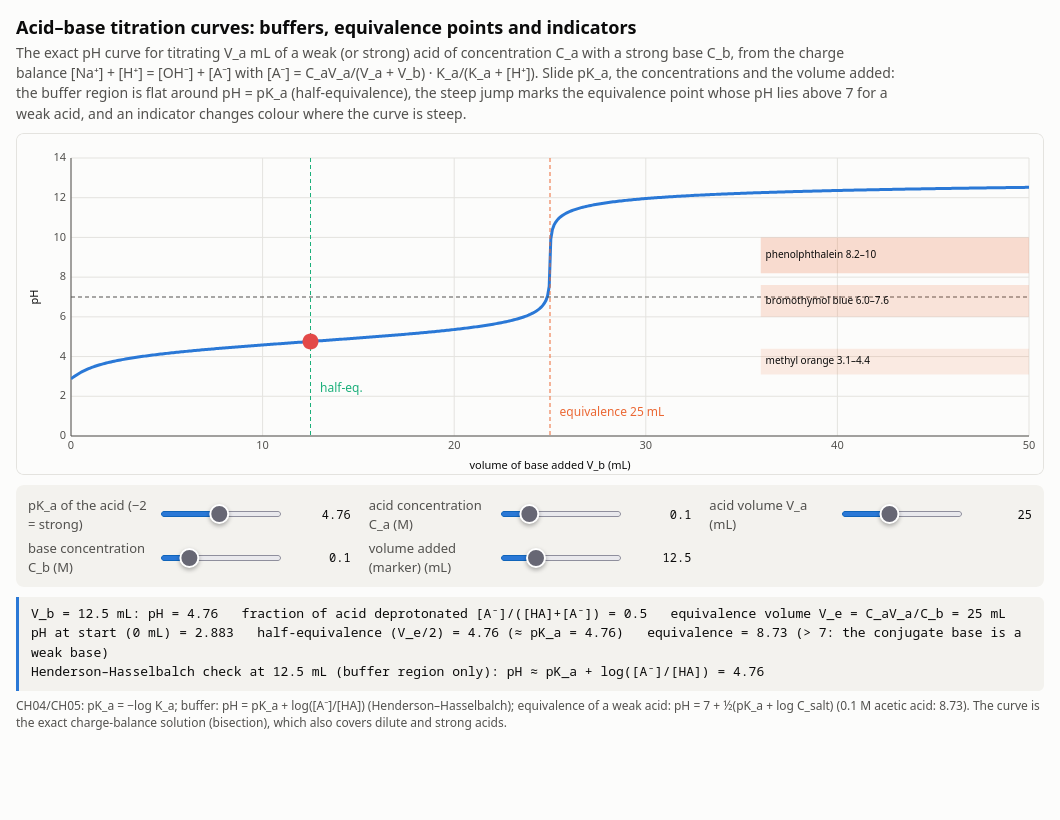 Acid–base titration curves: buffers, equivalence points and indicators
The exact pH curve for titrating V_a mL of a weak (or strong) acid of concentration C_a with a strong base C_b, from the charge
balance [Na⁺] + [H⁺] = [OH⁻] + [A⁻] with [A⁻] = C_aV_a/(V_a + V_b) · K_a/(K_a + [H⁺]). Slide pK_a, the concentrations and the volume added:
the buffer region is flat around pH = pK_a (half-equivalence), the steep jump marks the equivalence point whose pH lies above 7 for a
weak acid, and an indicator changes colour where the curve is steep.
14
12
10
8
6
4
2
0
pH
phenolphthalein 8.2–10
bromothymol blue 6.0–7.6
methyl orange 3.1–4.4
half-eq.
equivalence 25 mL
0 10 20 30 40 50
volume of base added V_b (mL)
pK_a of the acid (−2
= strong)
4.76
acid concentration
C_a (M)
0.1
acid volume V_a
(mL)
25
base concentration
C_b (M)
0.1
volume added
(marker) (mL)
12.5
V_b = 12.5 mL: pH = 4.76 fraction of acid deprotonated [A⁻]/([HA]+[A⁻]) = 0.5 equivalence volume V_e = C_aV_a/C_b = 25 mL
pH at start (0 mL) = 2.883 half-equivalence (V_e/2) = 4.76 (≈ pK_a = 4.76) equivalence = 8.73 (> 7: the conjugate base is a
weak base)
Henderson–Hasselbalch check at 12.5 mL (buffer region only): pH ≈ pK_a + log([A⁻]/[HA]) = 4.76
CH04/CH05: pK_a = −log K_a; buffer: pH = pK_a + log([A⁻]/[HA]) (Henderson–Hasselbalch); equivalence of a weak acid: pH = 7 + ½(pK_a + log C_salt) (0.1 M acetic acid: 8.73). The curve is
the exact charge-balance solution (bisection), which also covers dilute and strong acids.